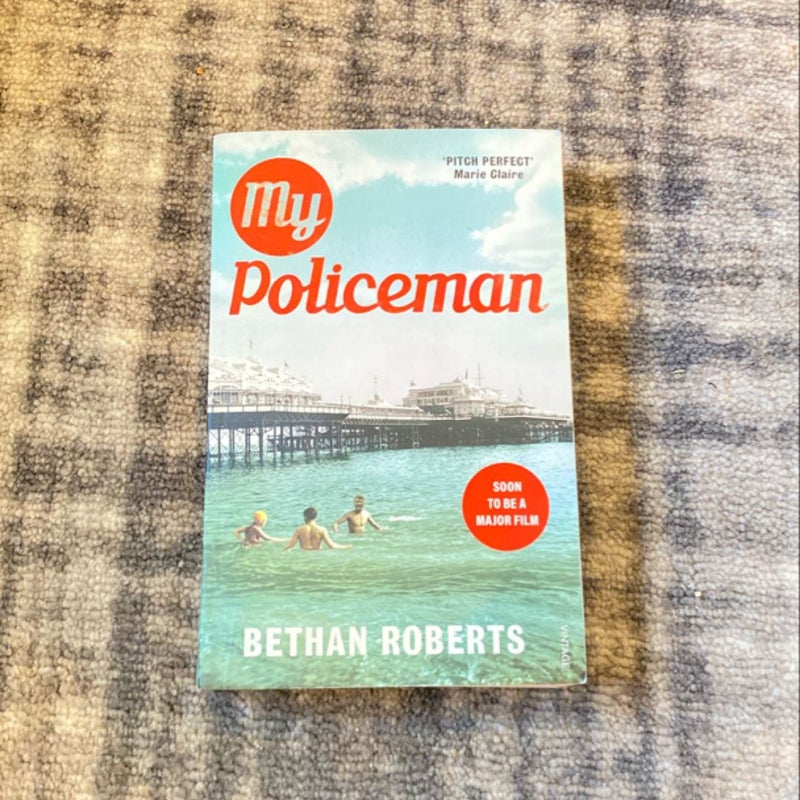 'PITCH PERFECT'
Marie Claire
My
Policeman
SOON
TO BE A
MAJOR FILM
BETHAN ROBERTS
VINTAGE